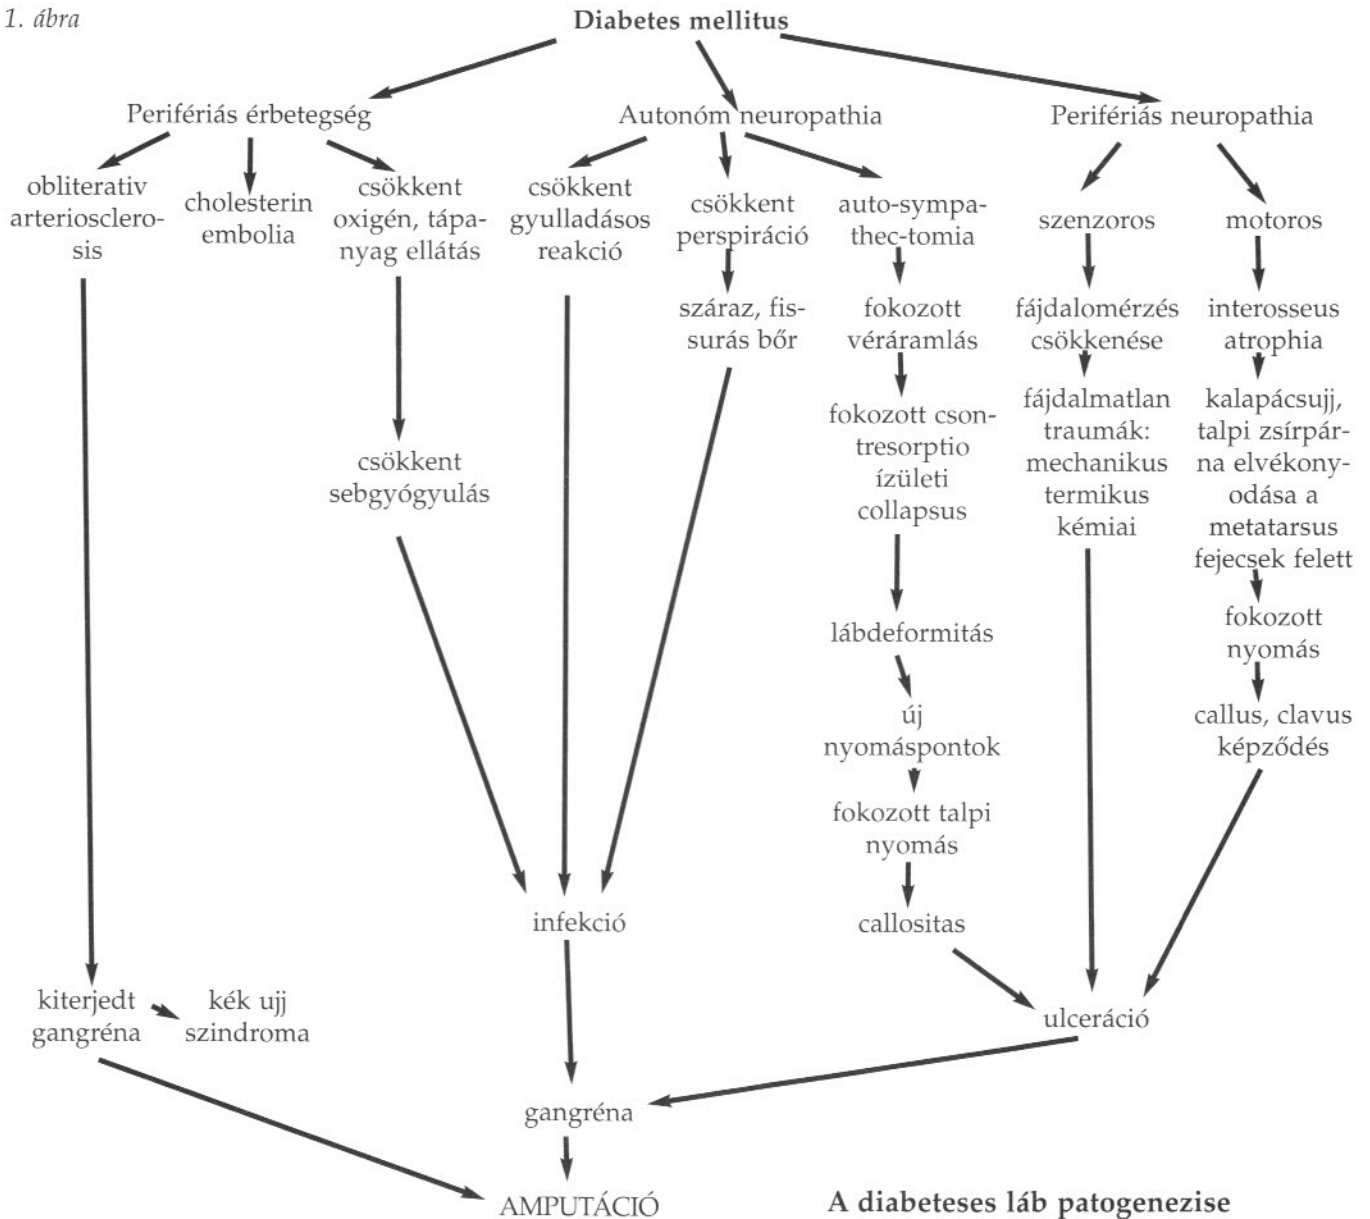 1. ábra
Diabetes mellitus
Perifériás érbetegség
Autonóm neuropathia
Perifériás neuropathia
obliterativ
arteriosclero-
sis
cholesterin
embolia
csökkent
oxigén, tápa-
nyag ellátás
csökkent
gyulladásos
reakció
csökkent
perspiráció
auto-sympa-
thec-tomia
szenzoros
motoros
száraz, fis-
surás bőr
fokozott
véráramlás
fájdalomérzés
csökkenése
interosseus
atrophia
csökkent
sebgyógyulás
fokozott cson-
tresorptio
ízületi
collapsus
fájdalmatlan
traumák:
mechanikus
termikus
kémiai
kalapácsujj,
talpi zsírpár-
na elvékony-
odása a
metatarsus
fejecsek felett
lábdeformitás
fokozott
nyomás
új
nyomáspontok
callus, clavus
képződés
fokozott talpi
nyomás
infekció
callositas
kiterjedt
gangréna
kék ujj
szindroma
ulceráció
gangréna
AMPUTÁCIÓ
A diabeteses láb patogenezise